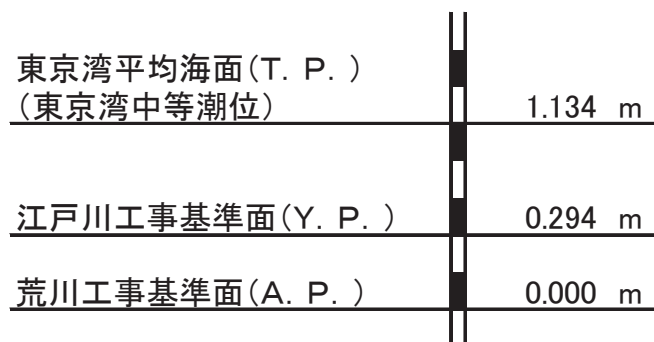 東京湾平均海面(T. P. )
(東京湾中等潮位) 1.134 m
江戸川工事基準面(Y. P. ) 0.294 m
荒川工事基準面(A. P. ) 0.000 m